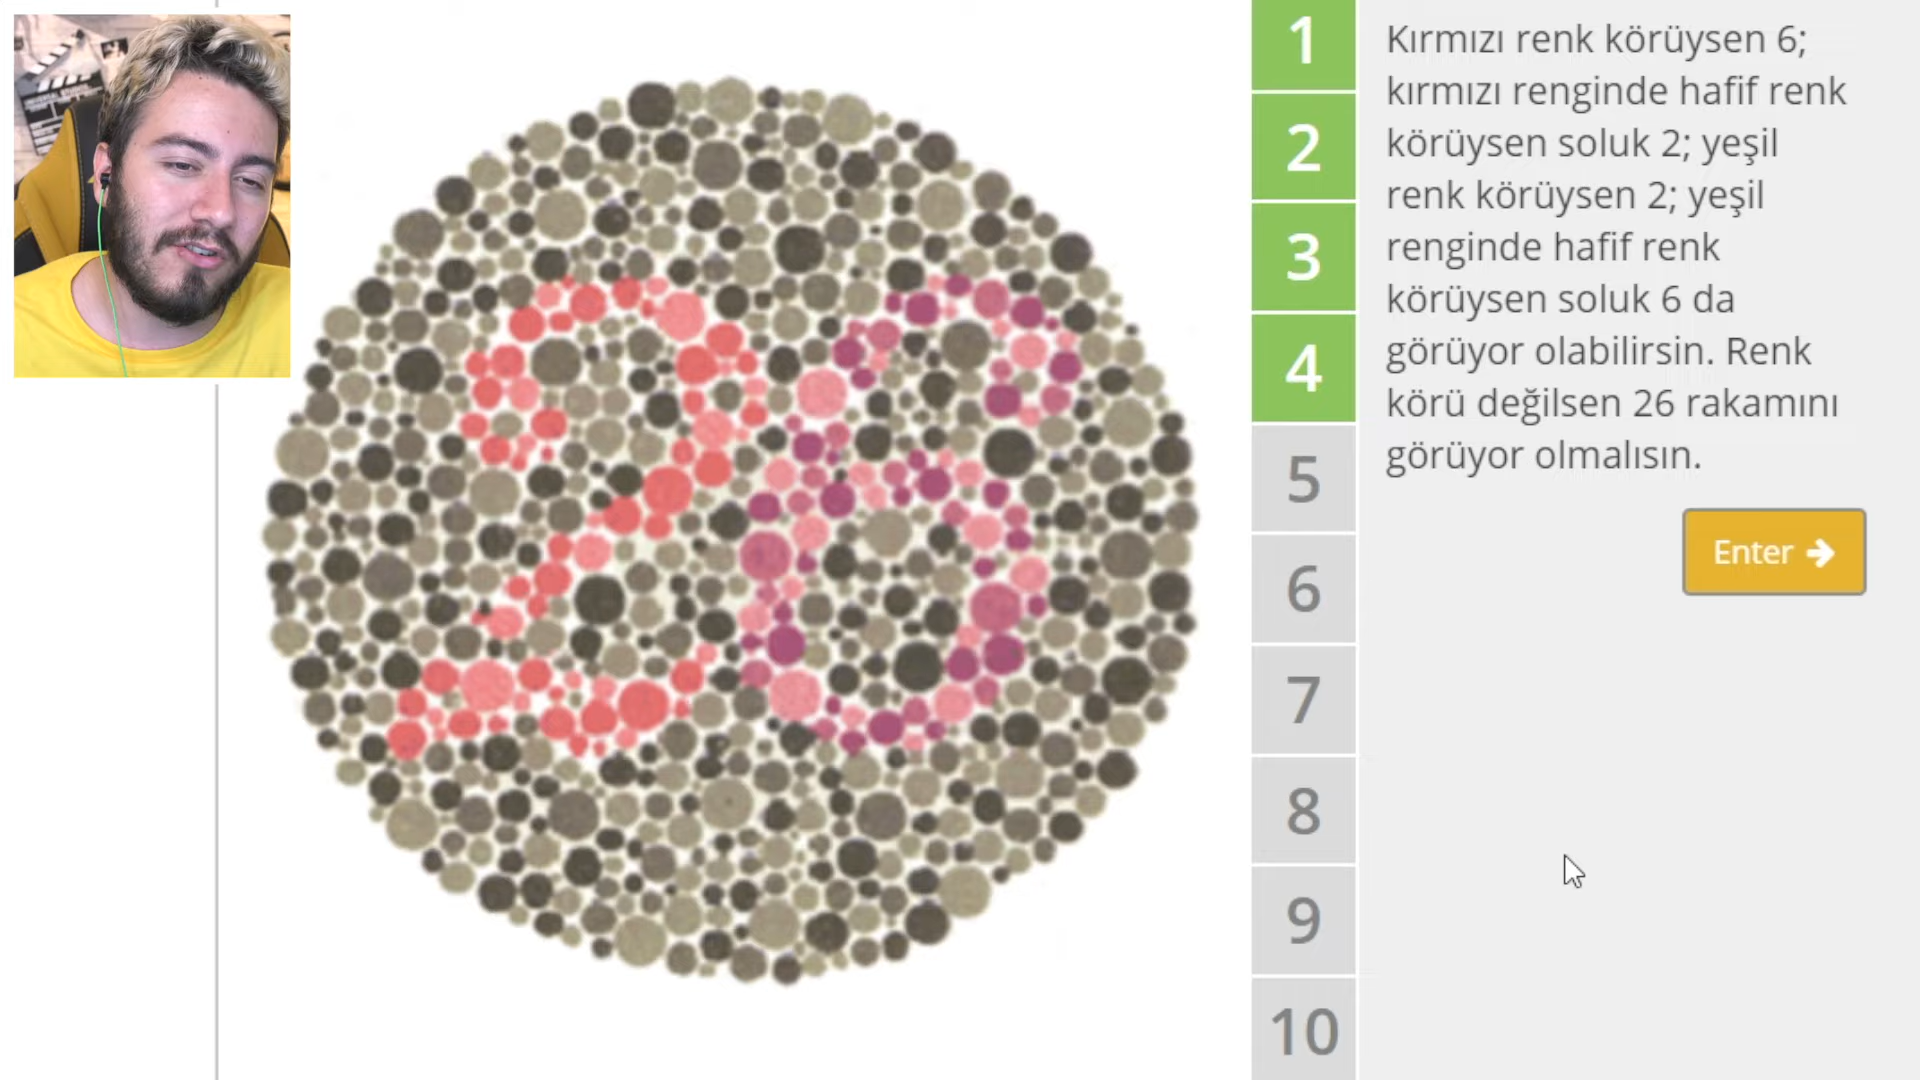 1
2
3
4
5
6
7
8
9
10
Kırmızı renk körüysen 6;
kırmızı renginde hafif renk
körüysen soluk 2; yeşil
renk körüysen 2; yeşil
renginde hafif renk
körüysen soluk 6 da
görüyor olabilirsin. Renk
körü değilsen 26 rakamını
görüyor olmalısın.
Enter
26